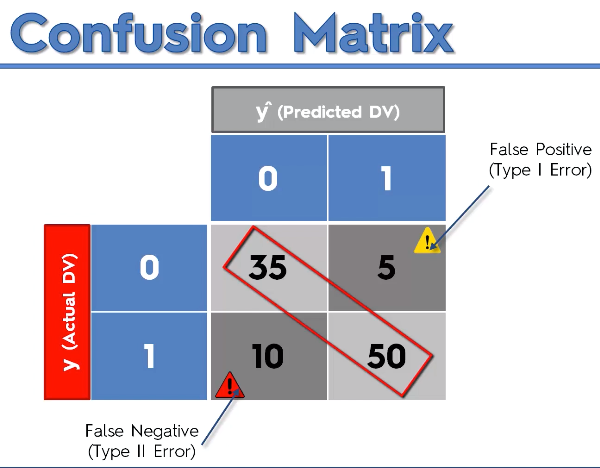 Confusion Matrix
ŷ (Predicted DV)
0 1
False Positive
(Type I Error)
y (Actual DV)
0 35 5
1 10 50
False Negative
(Type II Error)